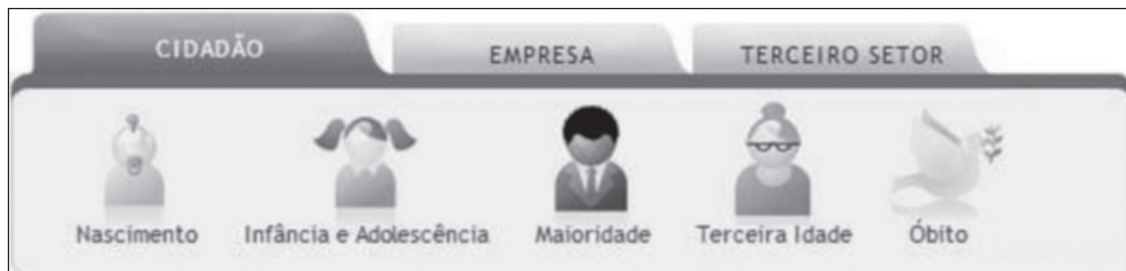 CIDADÃO EMPRESA TERCEIRO SETOR
Nascimento Infância e Adolescência Maioridade Terceira Idade Óbito